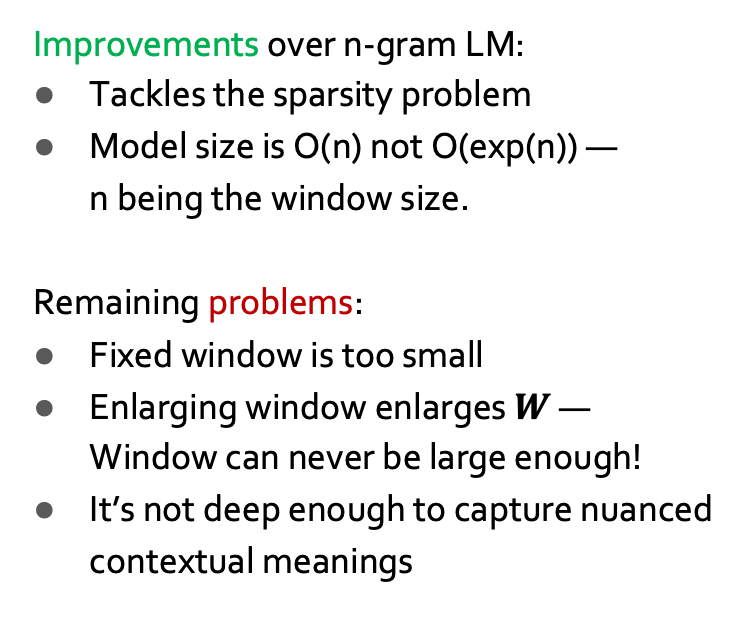 Improvements over n-gram LM:
● Tackles the sparsity problem
● Model size is O(n) not O(exp(n)) —
n being the window size.
Remaining problems:
● Fixed window is too small
● Enlarging window enlarges W —
Window can never be large enough!
● It’s not deep enough to capture nuanced
contextual meanings